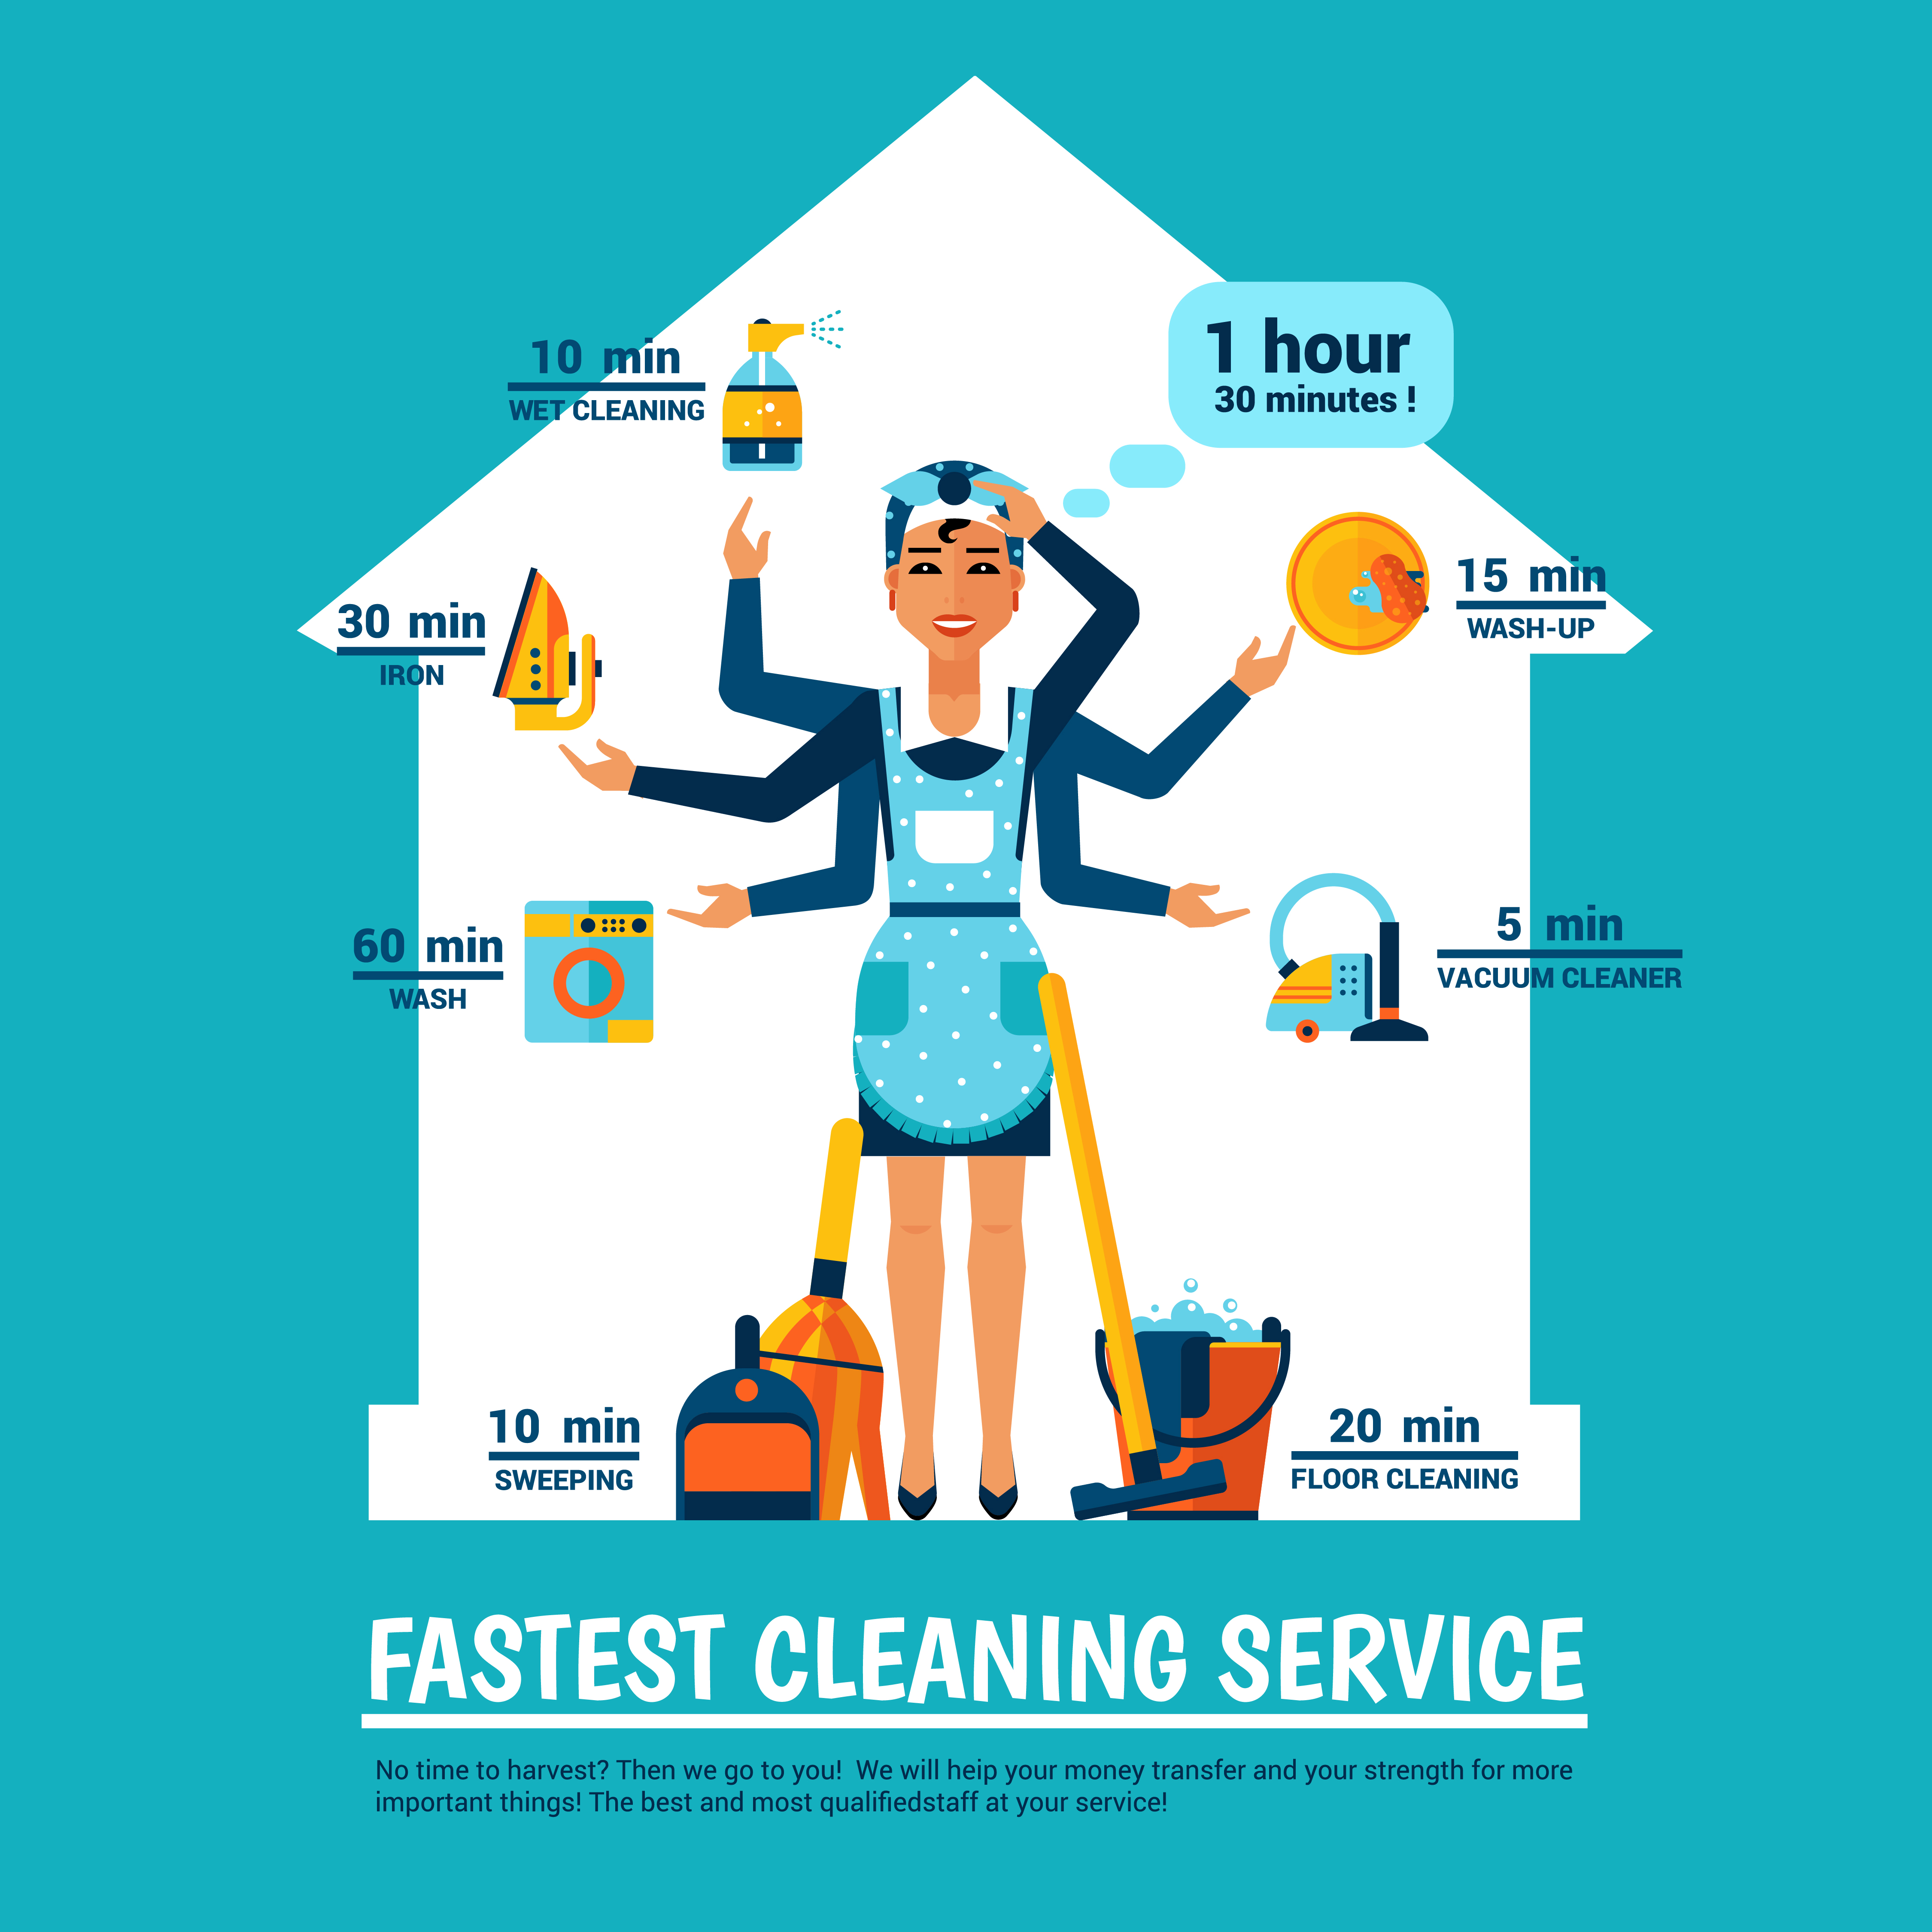 10 min
WET CLEANING
1 hour
30 minutes !
30 min
IRON
15 min
WASH-UP
60 min
WASH
5 min
VACUUM CLEANER
10 min
SWEEPING
20 min
FLOOR CLEANING
FASTEST CLEANING SERVICE
No time to harvest? Then we go to you! We will heip your money transfer and your strength for more
important things! The best and most qualifiedstaff at your service!